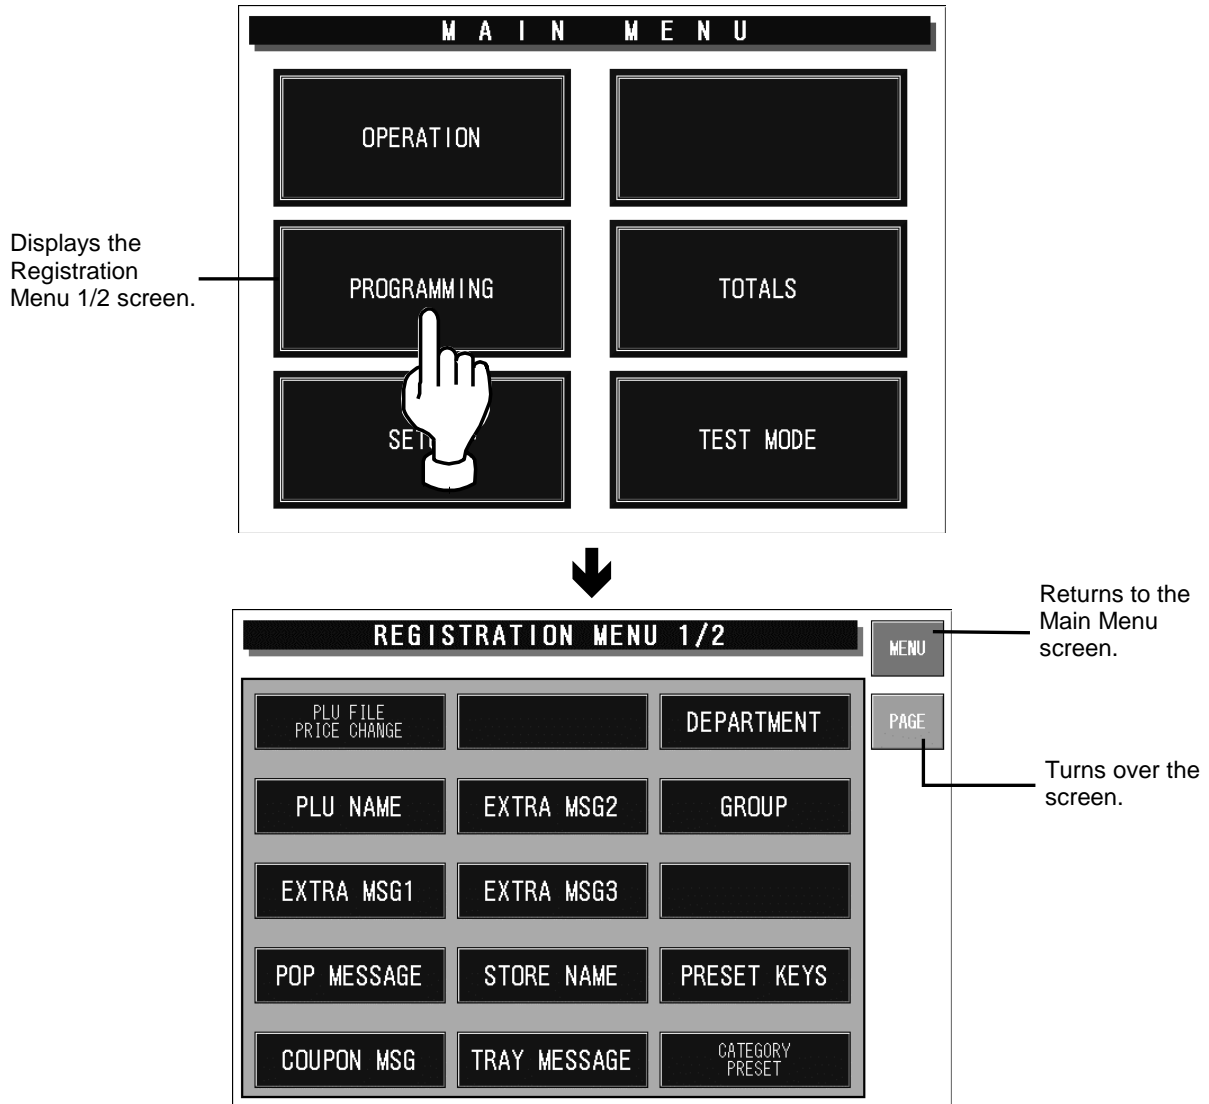 MAIN MENU
OPERATION
Displays the
Registration
Menu 1/2 screen.
PROGRAMMING
TOTALS
TEST MODE
Returns to the
Main Menu
screen.
REGISTRATION MENU 1/2
MENU
PLU FILE
PRICE CHANGE
DEPARTMENT
PAGE
Turns over the
screen.
PLU NAME
EXTRA MSG2
GROUP
EXTRA MSG1
EXTRA MSG3
POP MESSAGE
STORE NAME
PRESET KEYS
COUPON MSG
TRAY MESSAGE
CATEGORY
PRESET